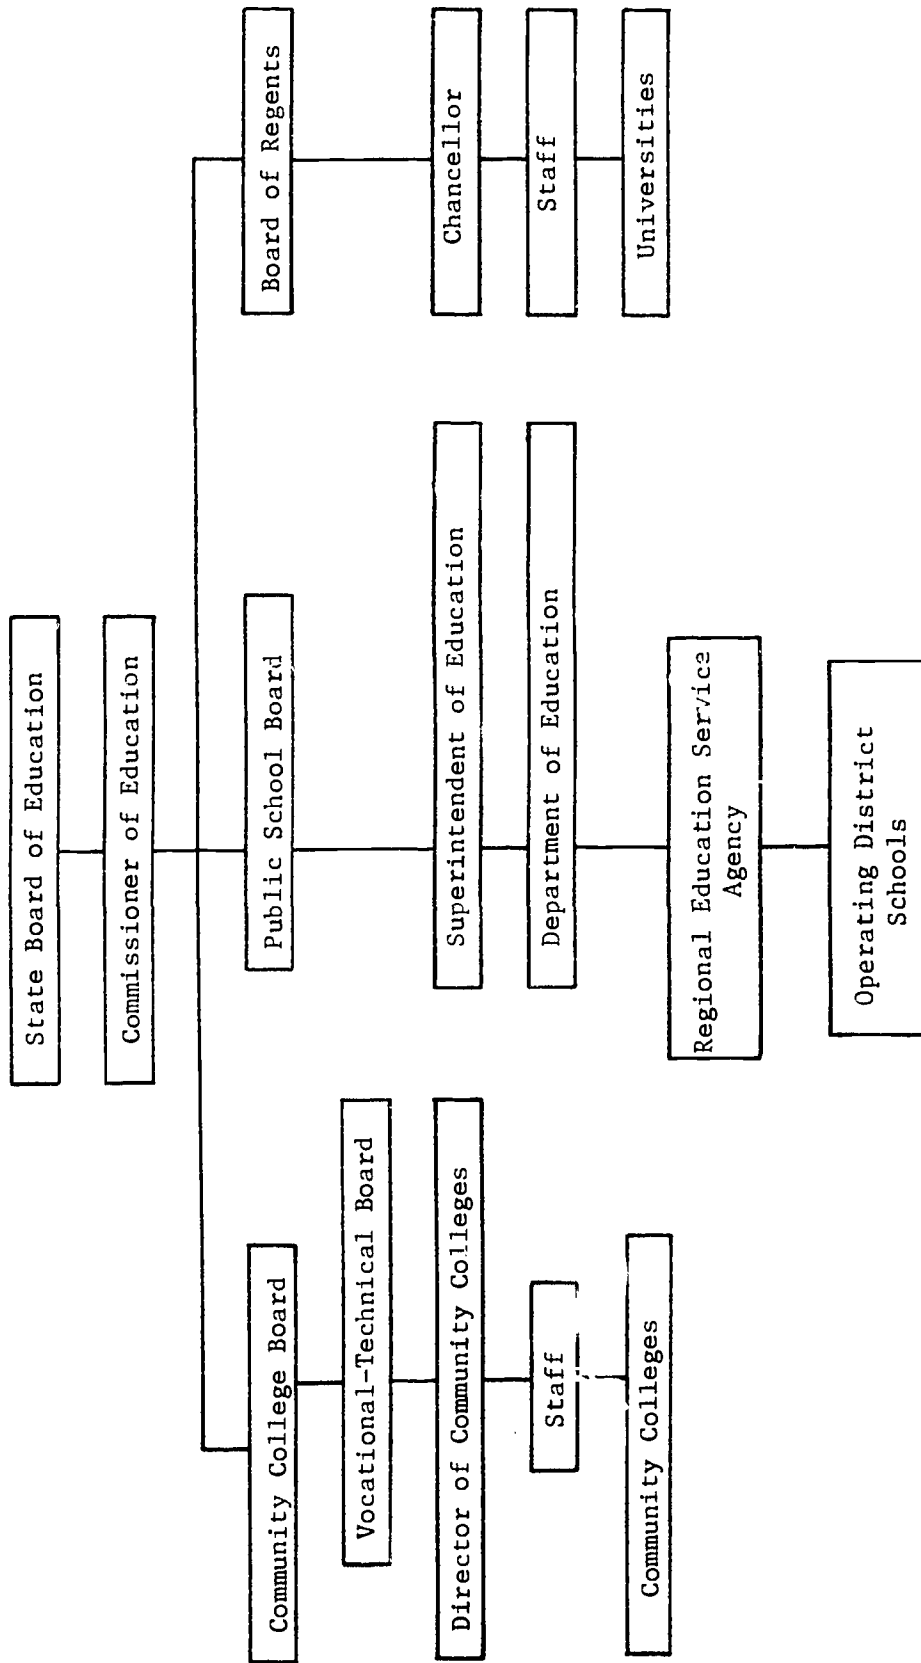 State Board of Education
Commissioner of Education
Community College Board
Vocational-Technical Board
Director of Community Colleges
Staff
Community Colleges
Public School Board
Superintendent of Education
Department of Education
Regional Education Service
Agency
Operating District
Schools
Board of Regents
Chancellor
Staff
Universities